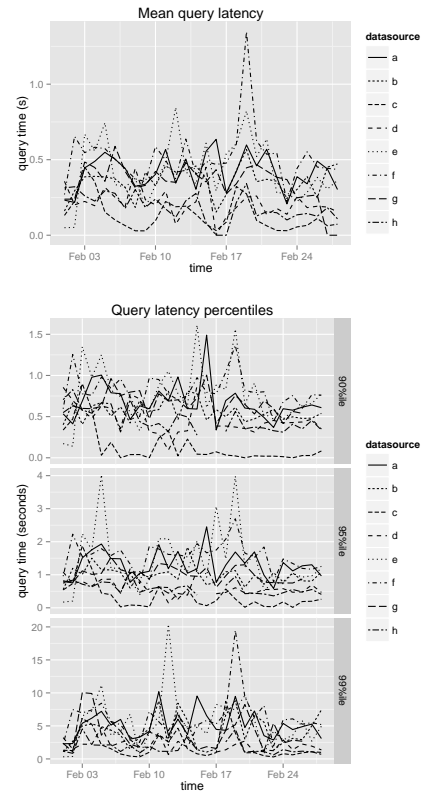 Mean query latency
query time (s)
1.0
0.5
0.0
Feb 03
Feb 10
Feb 17
Feb 24
time
datasource
a
b
c
d
e
f
g
h
Query latency percentiles
query time (seconds)
1.5
1.0
0.5
0.0
90%ile
4
3
2
1
0
95%ile
20
15
10
5
0
99%ile
Feb 03
Feb 10
Feb 17
Feb 24
time
datasource
a
b
c
d
e
f
g
h